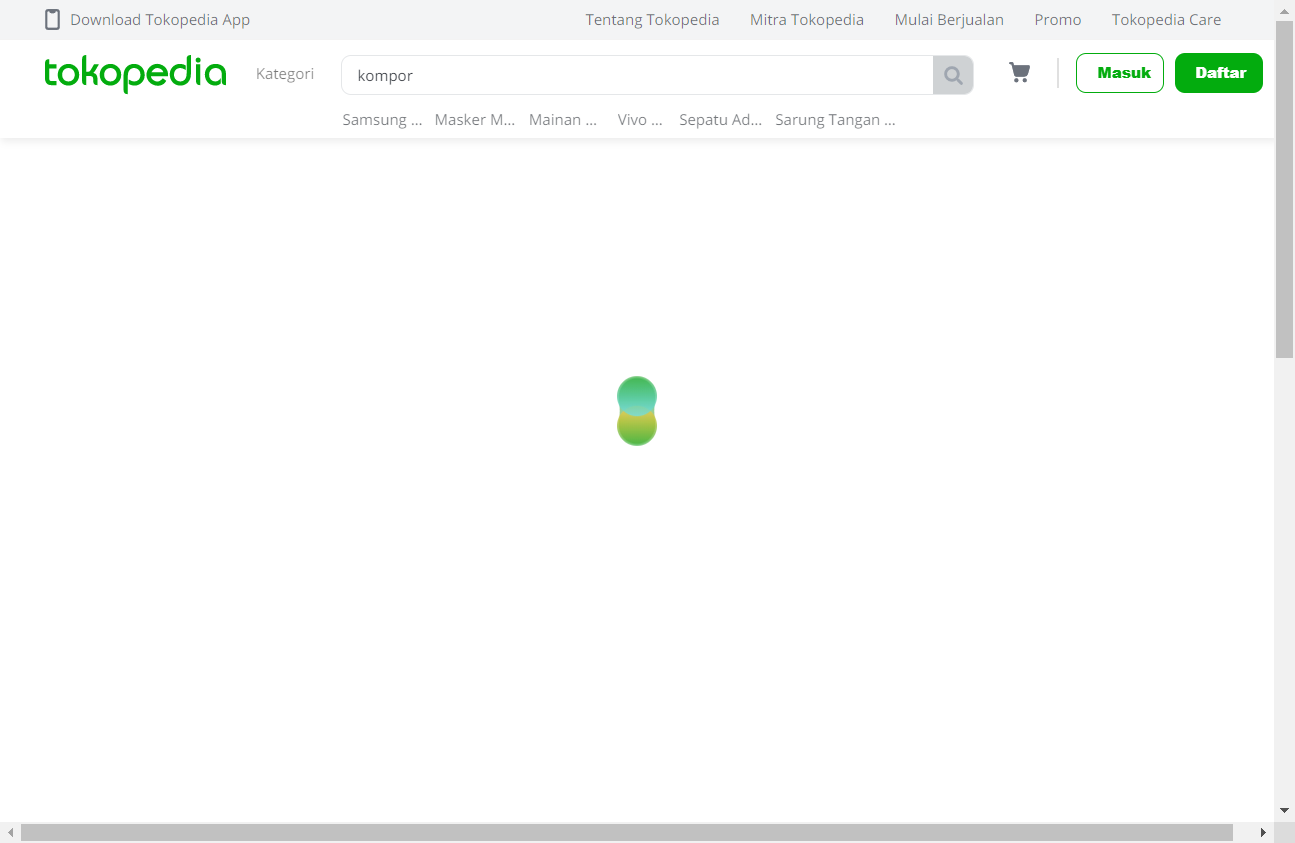 Download Tokopedia App Tentang Tokopedia Mitra Tokopedia Mulai Berjualan Promo Tokopedia Care
tokopedia Kategori kompor Masuk Daftar
Samsung ... Masker M... Mainan ... Vivo ... Sepatu Ad... Sarung Tangan ...